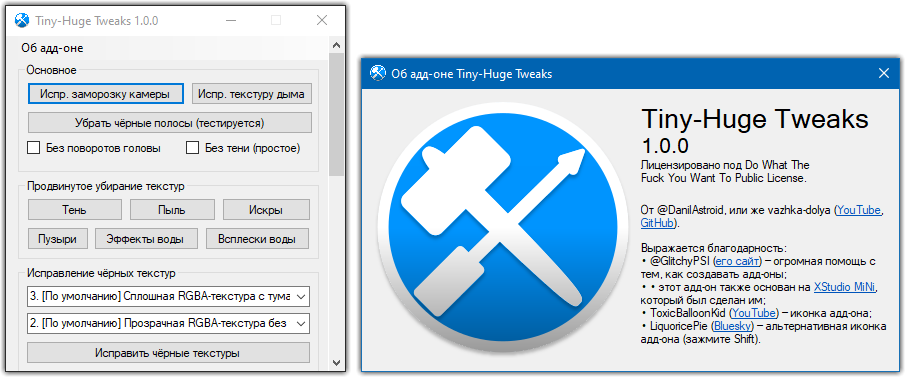 Tiny-Huge Tweaks 1.0.0
Об адд-оне
Основное
Испр. заморозку камеры
Испр. текстуру дыма
Убрать чёрные полосы (тестируется)
Без поворотов головы
Без тени (простое)
Продвинутое убирание текстур
Тень
Пыль
Искры
Пузыри
Эффекты воды
Всплески воды
Исправление чёрных текстур
3. [По умолчанию] Сплошная RGBA-текстура с тума
2. [По умолчанию] Прозрачная RGBA-текстура без
Исправить чёрные текстуры
Об адд-оне Tiny-Huge Tweaks
Tiny-Huge Tweaks
1.0.0
Лицензировано под Do What The
Fuck You Want To Public License.
От @DanilAstroid, или же vazhka-dolya (YouTube,
GitHub).
Выражается благодарность:
• @GlitchyPSI (его сайт) – огромная помощь с
тем, как создавать адд-оны;
• • этот адд-он также основан на XStudio MiNi,
который был сделан им;
• ToxicBalloonKid (YouTube) – иконка адд-она;
• LiquoricePie (Bluesky) – альтернативная иконка
адд-она (зажмите Shift).